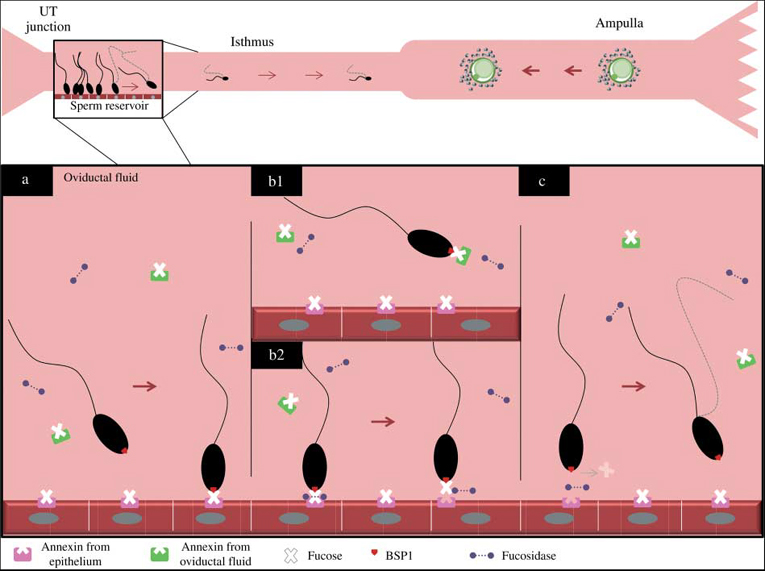 UT
junction
Isthmus
Ampulla
Sperm reservoir
a
Oviductal fluid
b1
c
b2
Annexin from
epithelium
Annexin from
oviductal fluid
Fucose
BSP1
Fucosidase